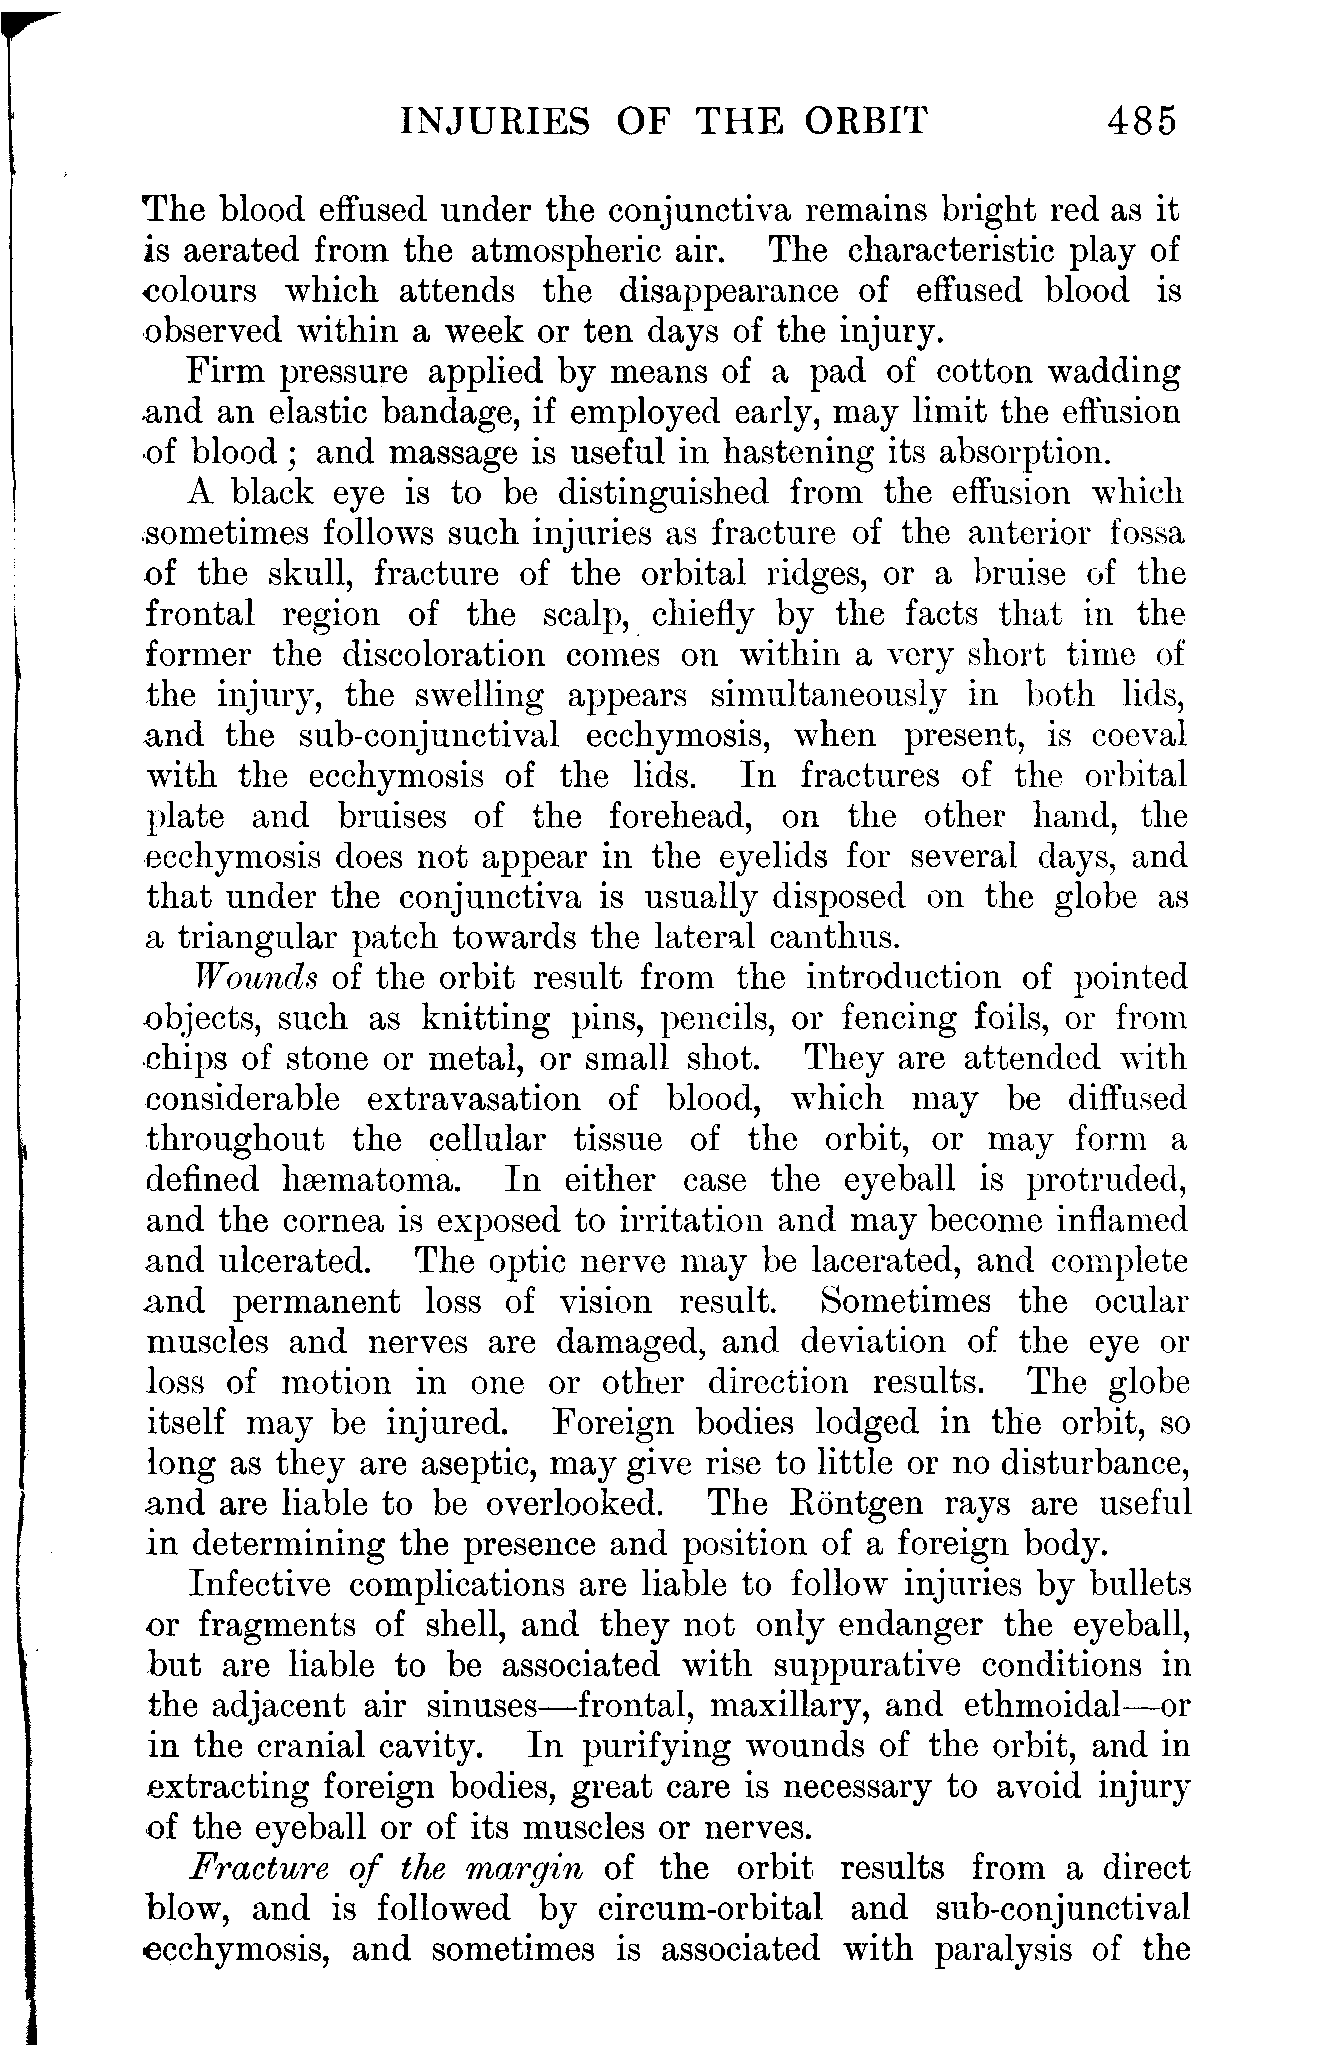 INJURIES OF THE ORBIT 485
The blood effused under the conjunctiva remains bright red as it
is aerated from the atmospheric air. The characteristic play of
colours which attends the disappearance of effused blood is
observed within a week or ten days of the injury.
Firm pressure applied by means of a pad of cotton wadding
and an elastic bandage, if employed early, may limit the effusion
of blood; and massage is useful in hastening its absorption.
A black eye is to be distinguished from the effusion which
sometimes follows such injuries as fracture of the anterior fossa
of the skull, fracture of the orbital ridges, or a bruise of the
frontal region of the scalp, chiefly by the facts that in the
former the discoloration comes on within a very short time of
the injury, the swelling appears simultaneously in both lids,
and the sub-conjunctival ecchymosis, when present, is coeval
with the ecchymosis of the lids. In fractures of the orbital
plate and bruises of the forehead, on the other hand, the
ecchymosis does not appear in the eyelids for several days, and
that under the conjunctiva is usually disposed on the globe as
a triangular patch towards the lateral canthus.
Wounds of the orbit result from the introduction of pointed
objects, such as knitting pins, pencils, or fencing foils, or from
chips of stone or metal, or small shot. They are attended with
considerable extravasation of blood, which may be diffused
throughout the cellular tissue of the orbit, or may form a
defined hæmatoma. In either case the eyeball is protruded,
and the cornea is exposed to irritation and may become inflamed
and ulcerated. The optic nerve may be lacerated, and complete
and permanent loss of vision result. Sometimes the ocular
muscles and nerves are damaged, and deviation of the eye or
loss of motion in one or other direction results. The globe
itself may be injured. Foreign bodies lodged in the orbit, so
long as they are aseptic, may give rise to little or no disturbance,
and are liable to be overlooked. The Röntgen rays are useful
in determining the presence and position of a foreign body.
Infective complications are liable to follow injuries by bullets
or fragments of shell, and they not only endanger the eyeball,
but are liable to be associated with suppurative conditions in
the adjacent air sinuses—frontal, maxillary, and ethmoidal—or
in the cranial cavity. In purifying wounds of the orbit, and in
extracting foreign bodies, great care is necessary to avoid injury
of the eyeball or of its muscles or nerves.
Fracture of the margin of the orbit results from a direct
blow, and is followed by circum-orbital and sub-conjunctival
ecchymosis, and sometimes is associated with paralysis of the